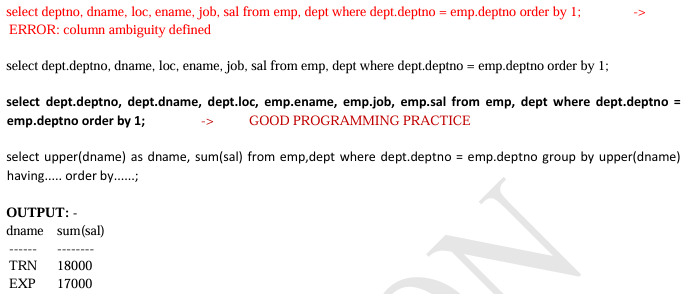 select deptno, dname, loc, ename, job, sal from emp, dept where dept.deptno = emp.deptno order by 1; ->
ERROR: column ambiguity defined
select dept.deptno, dname, loc, ename, job, sal from emp, dept where dept.deptno = emp.deptno order by 1;
select dept.deptno, dept.dname, dept.loc, emp.ename, emp.job, emp.sal from emp, dept where dept.deptno =
emp.deptno order by 1; -> GOOD PROGRAMMING PRACTICE
select upper(dname) as dname, sum(sal) from emp,dept where dept.deptno = emp.deptno group by upper(dname)
having..... order by......;
OUTPUT: -
dname sum(sal)
------ --------
TRN 18000
EXP 17000